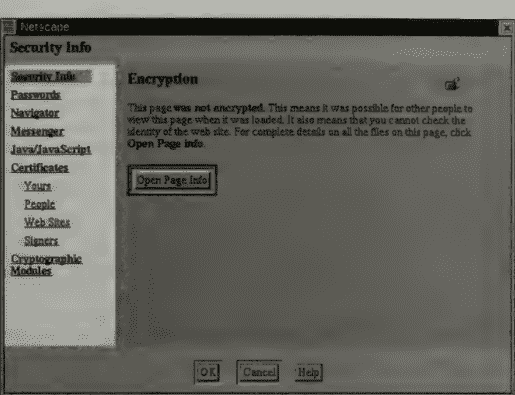 Netscape
Security Info
Security Info
Passwords
Navigator
Messenger
Java/JavaScript
Certificates
Yours
People
Web Sites
Signers
Cryptographic
Modules
Encryption
This page was not encrypted. This means it was possible for other people to
view this page when it was loaded. It also means that you cannot check the
identity of the web site. For complete details on all the files on this page, click
Open Page Info.
Open Page Info
OK
Cancel
Help